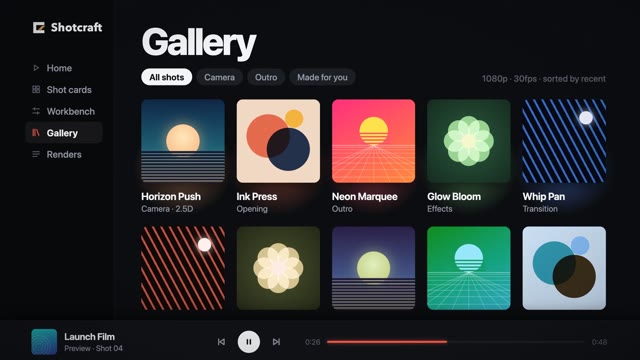 Shotcraft
Home
Shot cards
Workbench
Gallery
Renders
Gallery
All shots
Camera
Outro
Made for you
1080p · 30fps · sorted by recent
Horizon Push
Camera · 2.5D
Ink Press
Opening
Neon Marquee
Outro
Glow Bloom
Effects
Whip Pan
Transition
Launch Film
Preview · Shot 04
0:26
0:48